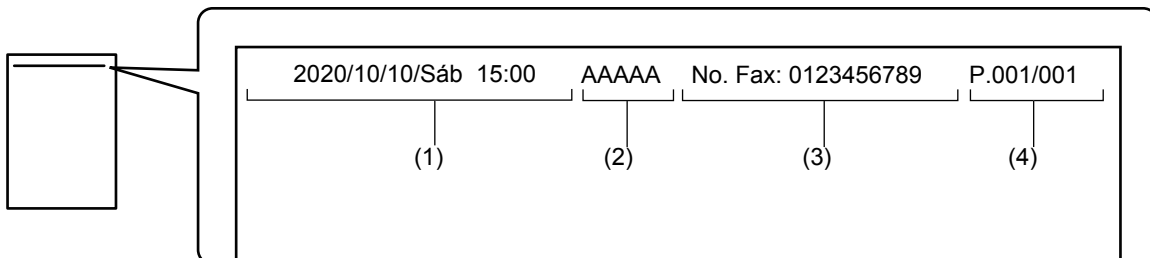 2020/10/10/Sáb 15:00 AAAAA No. Fax: 0123456789 P.001/001
(1) (2) (3) (4)